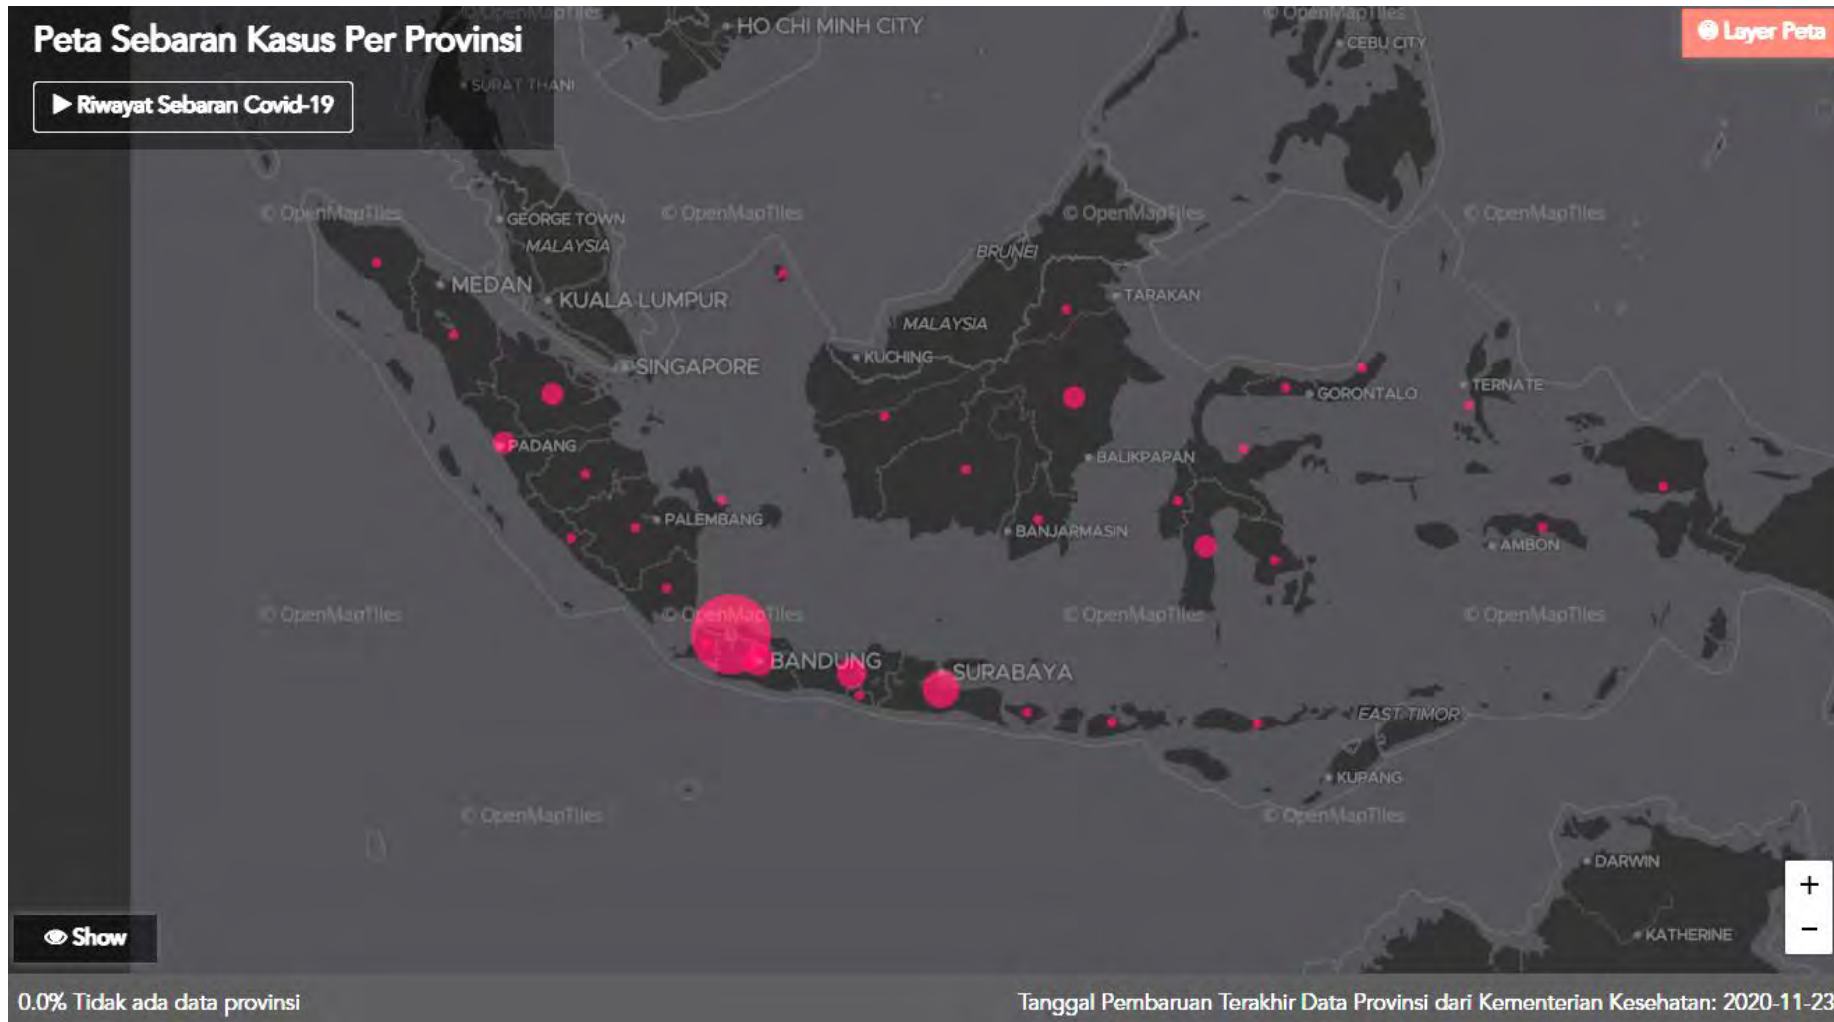 © OpenMapTiles
© OpenMapTiles
HO CHI MINH CITY
Peta Sebaran Kasus Per Provinsi
Layer Peta
CEBU CITY
SURAT THANI
Riwayat Sebaran Covid-19
© OpenMapTiles
GEORGE TOWN
© OpenMapTiles
© OpenMapTiles
© OpenMapTiles
MALAYSIA
BRUNEI
MEDAN
KUALA LUMPUR
TARAKAN
MALAYSIA
KUCHING
SINGAPORE
GORONTALO
TERNATE
PADANG
BALIKPAPAN
PALEMBANG
BANJARMASIN
AMBON
© OpenMapTiles
© OpenMapTiles
© OpenMapTiles
© OpenMapTiles
BANDUNG
SURABAYA
EAST TIMOR
KUPANG
© OpenMapTiles
© OpenMapTiles
DARWIN
+
Show
KATHERINE
−
0.0% Tidak ada data provinsi
Tanggal Pembaruan Terakhir Data Provinsi dari Kementerian Kesehatan: 2020-11-23